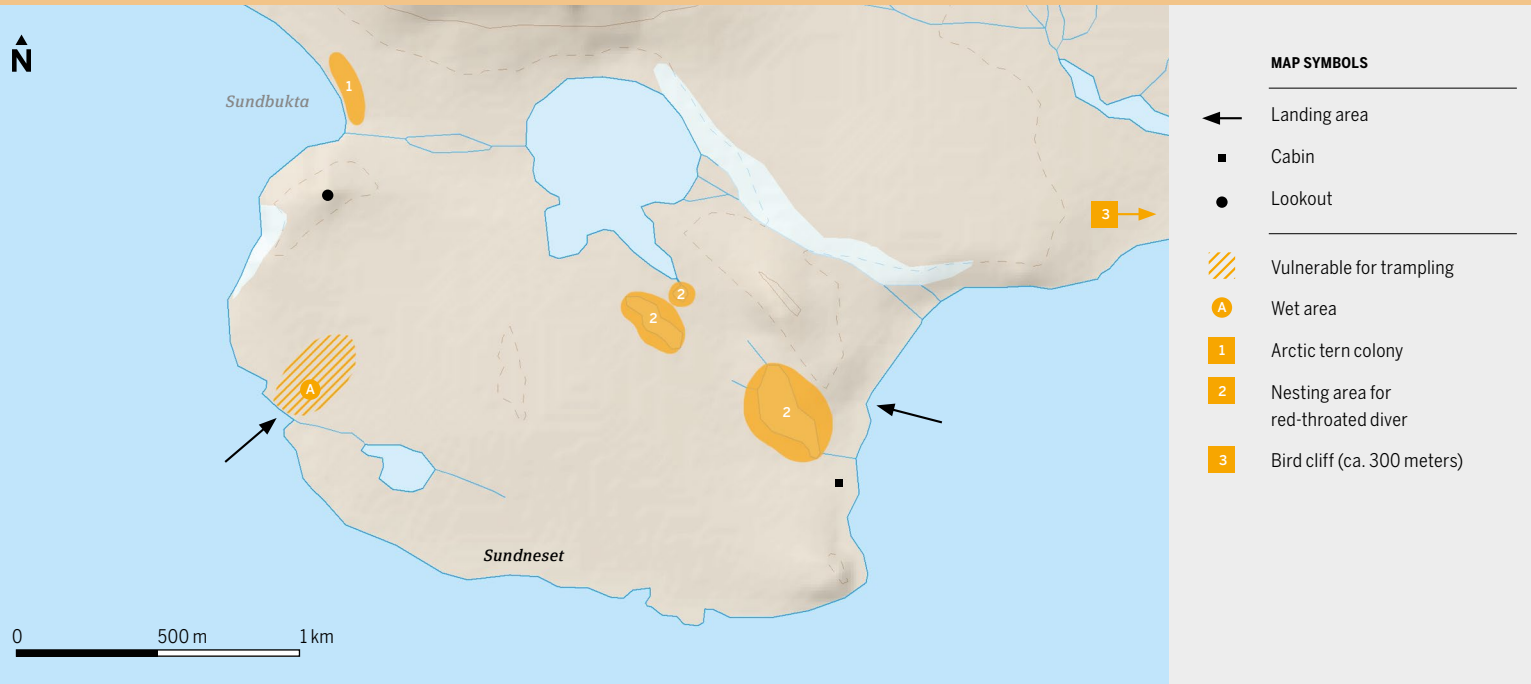 N
Sundbukta
1
2
2
2
3
A
Sundneset
0 500 m 1 km
MAP SYMBOLS
Landing area
Cabin
Lookout
Vulnerable for trampling
A Wet area
1 Arctic tern colony
2 Nesting area for
red-throated diver
3 Bird cliff (ca. 300 meters)